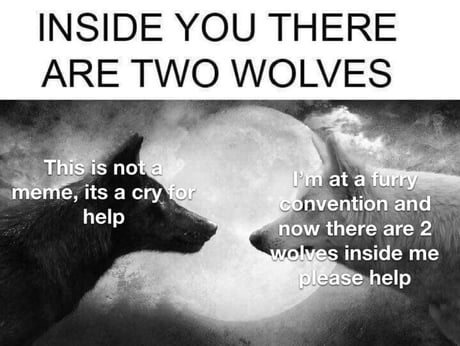 INSIDE YOU THERE
ARE TWO WOLVES
This is not a
meme, its a cry for
help
I'm at a furry
convention and
now there are 2
wolves inside me
please help